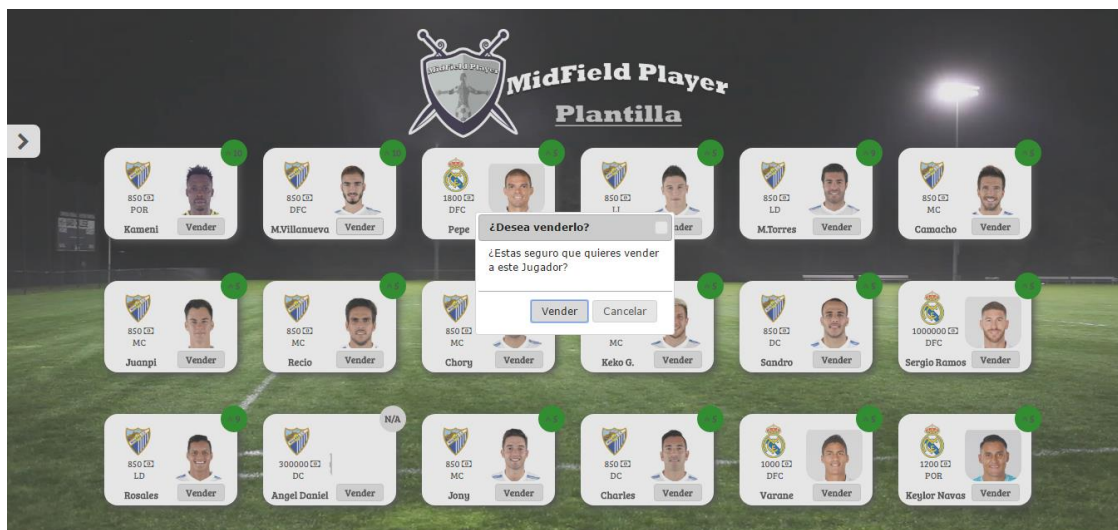 MidField Player
MidField Player
Plantilla
850
POR
Kameni
Vender
850
DFC
M.Villanueva
Vender
1800
DFC
Pepe
850
LI
850
LD
M.Torres
Vender
850
MC
Camacho
Vender
¿Desea venderlo?
¿Estas seguro que quieres vender
a este Jugador?
Vender
Cancelar
850
MC
Juanpi
Vender
850
MC
Recio
Vender
850
MC
Chory
Vender
MC
Keko G.
Vender
850
DC
Sandro
Vender
1000000
DFC
Sergio Ramos
Vender
850
LD
Rosales
Vender
N/A
300000
DC
Angel Daniel
Vender
850
MC
Jony
Vender
850
DC
Charles
Vender
1000
DFC
Varane
Vender
1200
POR
Keylor Navas
Vender